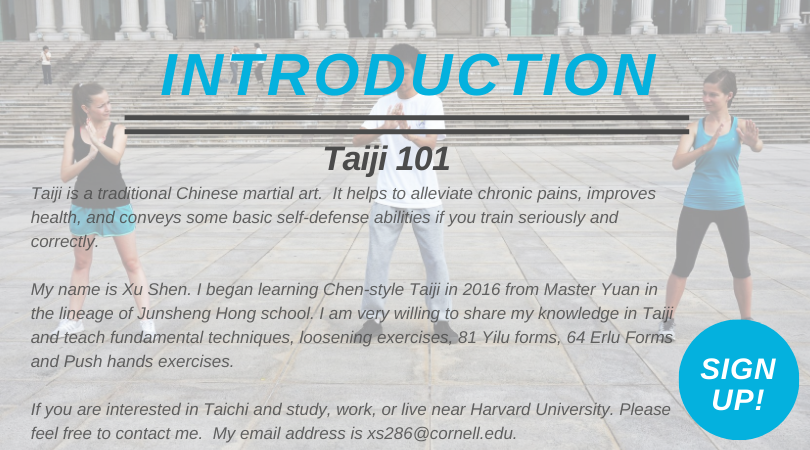 INTRODUCTION
Taiji 101
Taiji is a traditional Chinese martial art.  It helps to alleviate chronic pains, improves
health, and conveys some basic self-defense abilities if you train seriously and
correctly.
My name is Xu Shen. I began learning Chen-style Taiji in 2016 from Master Yuan in
the lineage of Junsheng Hong school. I am very willing to share my knowledge in Taiji
and teach fundamental techniques, loosening exercises, 81 Yilu forms, 64 Erlu Forms
and Push hands exercises.
If you are interested in Taichi and study, work, or live near Harvard University. Please
feel free to contact me.  My email address is xs286@cornell.edu.
SIGN
UP!